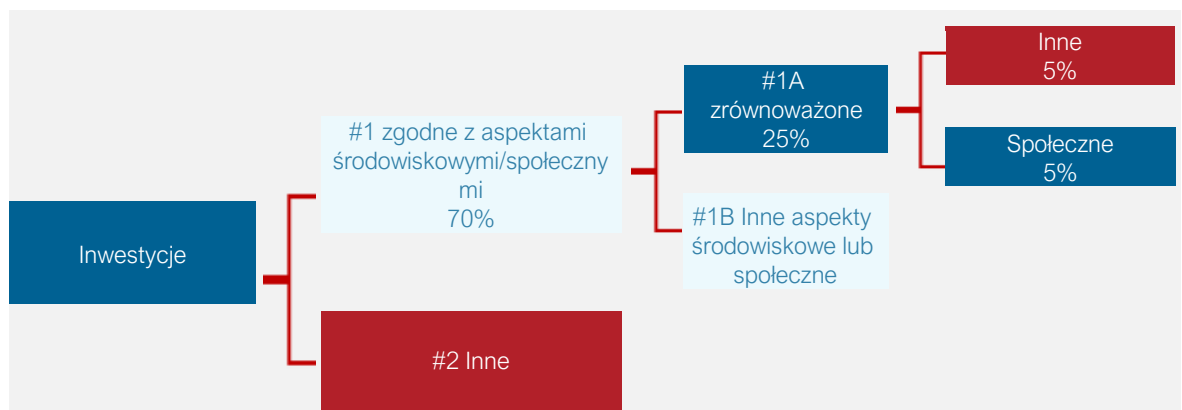 Inwestycje
#1 zgodne z aspektami
środowiskowymi/społeczny
mi
70%
#2 Inne
#1A
zrównoważone
25%
#1B Inne aspekty
środowiskowe lub
społeczne
Inne
5%
Społeczne
5%